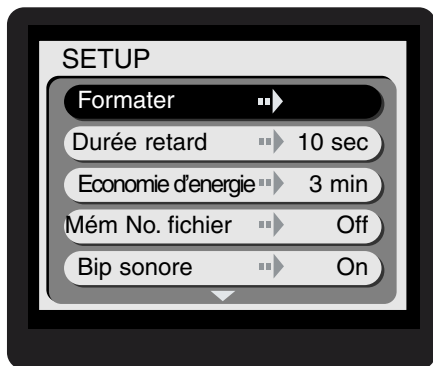 SETUP
Formater
Durée retard 10 sec
Economie d'energie 3 min
Mém No. fichier Off
Bip sonore On